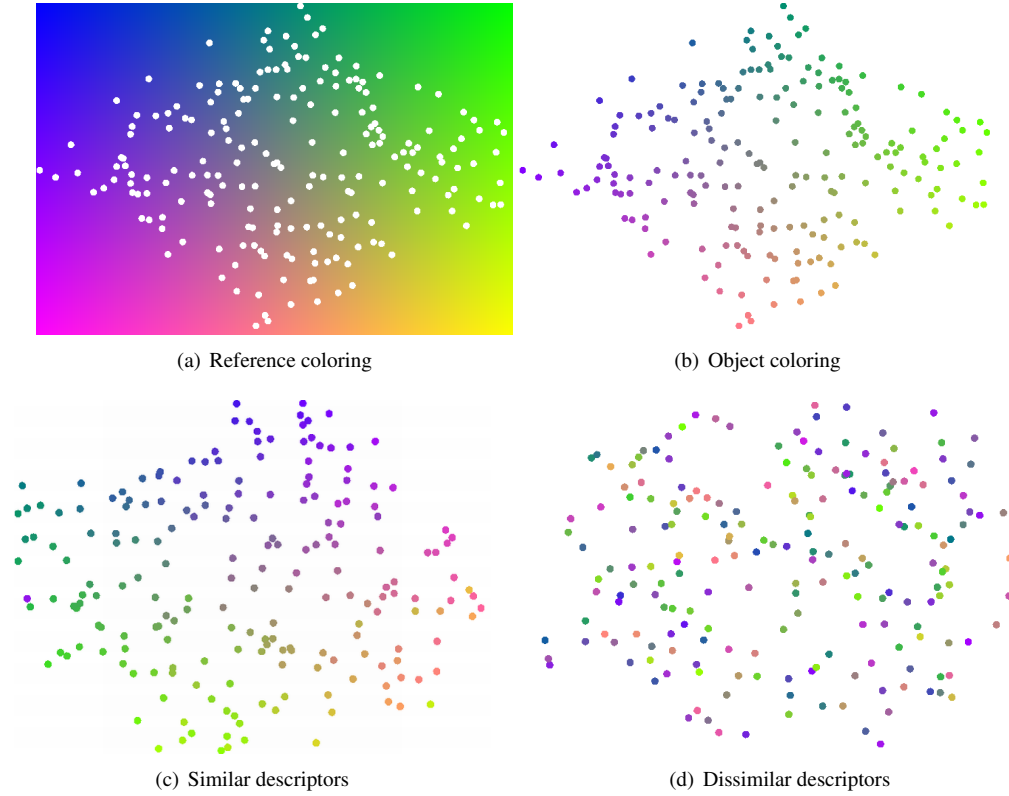 (a) Reference coloring
(b) Object coloring
(c) Similar descriptors
(d) Dissimilar descriptors